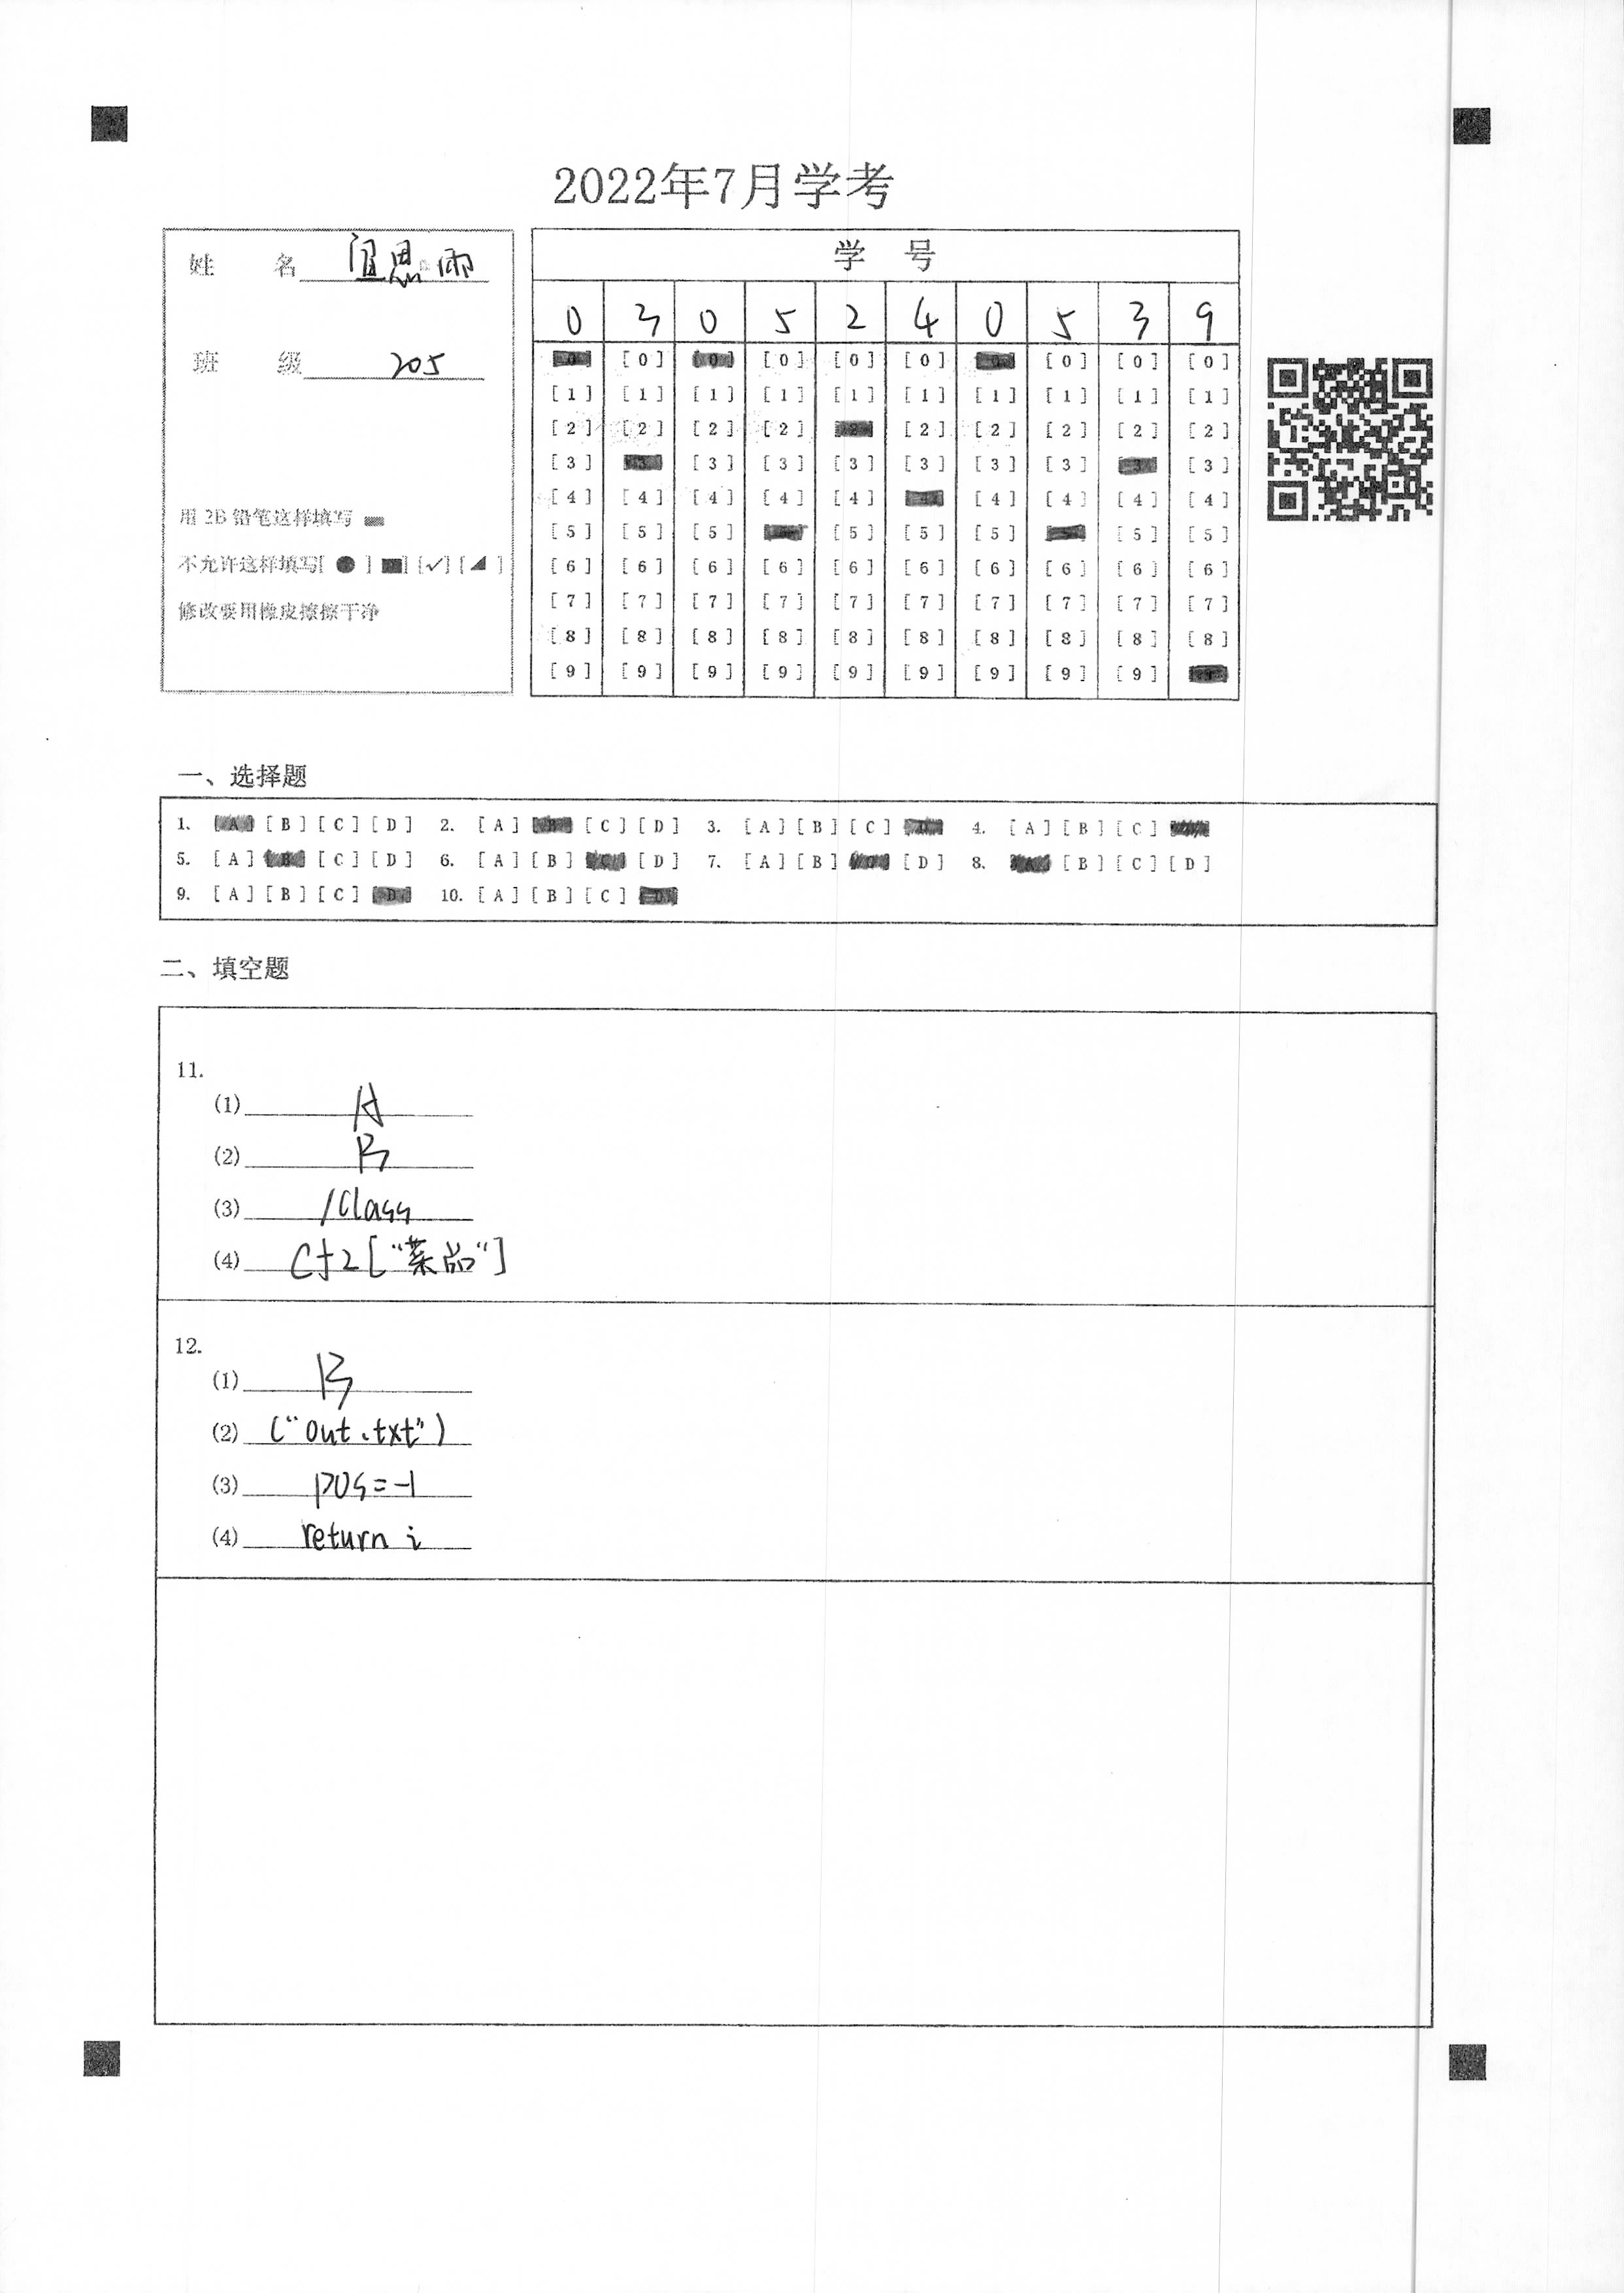 2022年7月学考
姓 名 思雨
班 级 205
用 2B 铅笔这样填写
不允许这样填写[ ● ] [■] [✓] [◢ ]
修改要用橡皮擦擦干净
学 号
0 3 0 5 2 4 0 5 3 9
[0] [0] [0] [0] [0] [0] [0] [0] [0] [0]
[1] [1] [1] [1] [1] [1] [1] [1] [1] [1]
[2] [2] [2] [2] [2] [2] [2] [2] [2] [2]
[3] [3] [3] [3] [3] [3] [3] [3] [3] [3]
[4] [4] [4] [4] [4] [4] [4] [4] [4] [4]
[5] [5] [5] [5] [5] [5] [5] [5] [5] [5]
[6] [6] [6] [6] [6] [6] [6] [6] [6] [6]
[7] [7] [7] [7] [7] [7] [7] [7] [7] [7]
[8] [8] [8] [8] [8] [8] [8] [8] [8] [8]
[9] [9] [9] [9] [9] [9] [9] [9] [9] [9]
一、选择题
1. [A] [B] [C] [D] 2. [A] [B] [C] [D] 3. [A] [B] [C] [D] 4. [A] [B] [C] [D]
5. [A] [B] [C] [D] 6. [A] [B] [C] [D] 7. [A] [B] [C] [D] 8. [A] [B] [C] [D]
9. [A] [B] [C] [D] 10. [A] [B] [C] [D]
二、填空题
11.
(1) A
(2) B
(3) /class
(4) cf2["菜品"]
12.
(1) B
(2) ("out.txt")
(3) pos=-1
(4) return i